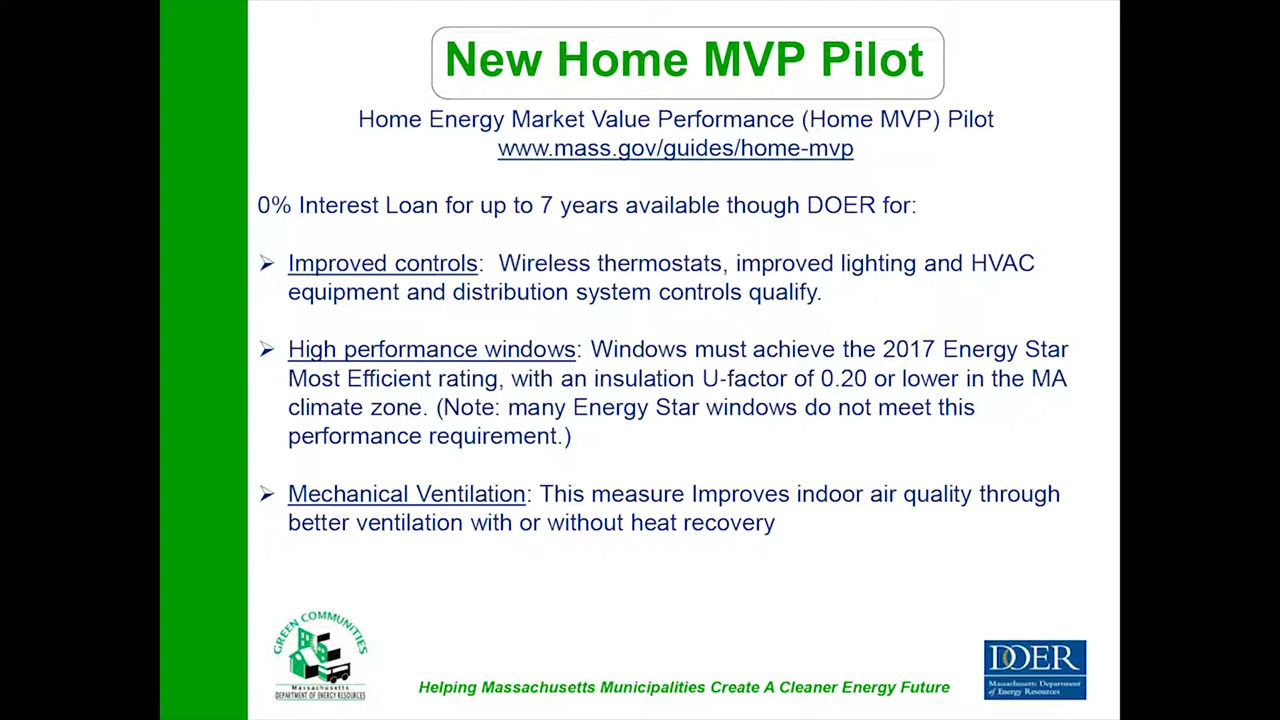 New Home MVP Pilot
Home Energy Market Value Performance (Home MVP) Pilot
www.mass.gov/guides/home-mvp
0% Interest Loan for up to 7 years available though DOER for:
➢ Improved controls: Wireless thermostats, improved lighting and HVAC
equipment and distribution system controls qualify.
➢ High performance windows: Windows must achieve the 2017 Energy Star
Most Efficient rating, with an insulation U-factor of 0.20 or lower in the MA
climate zone. (Note: many Energy Star windows do not meet this
performance requirement.)
➢ Mechanical Ventilation: This measure Improves indoor air quality through
better ventilation with or without heat recovery
GREEN COMMUNITIES
Massachusetts
DEPARTMENT OF ENERGY RESOURCES
Helping Massachusetts Municipalities Create A Cleaner Energy Future
DOER
Massachusetts Department
of Energy Resources